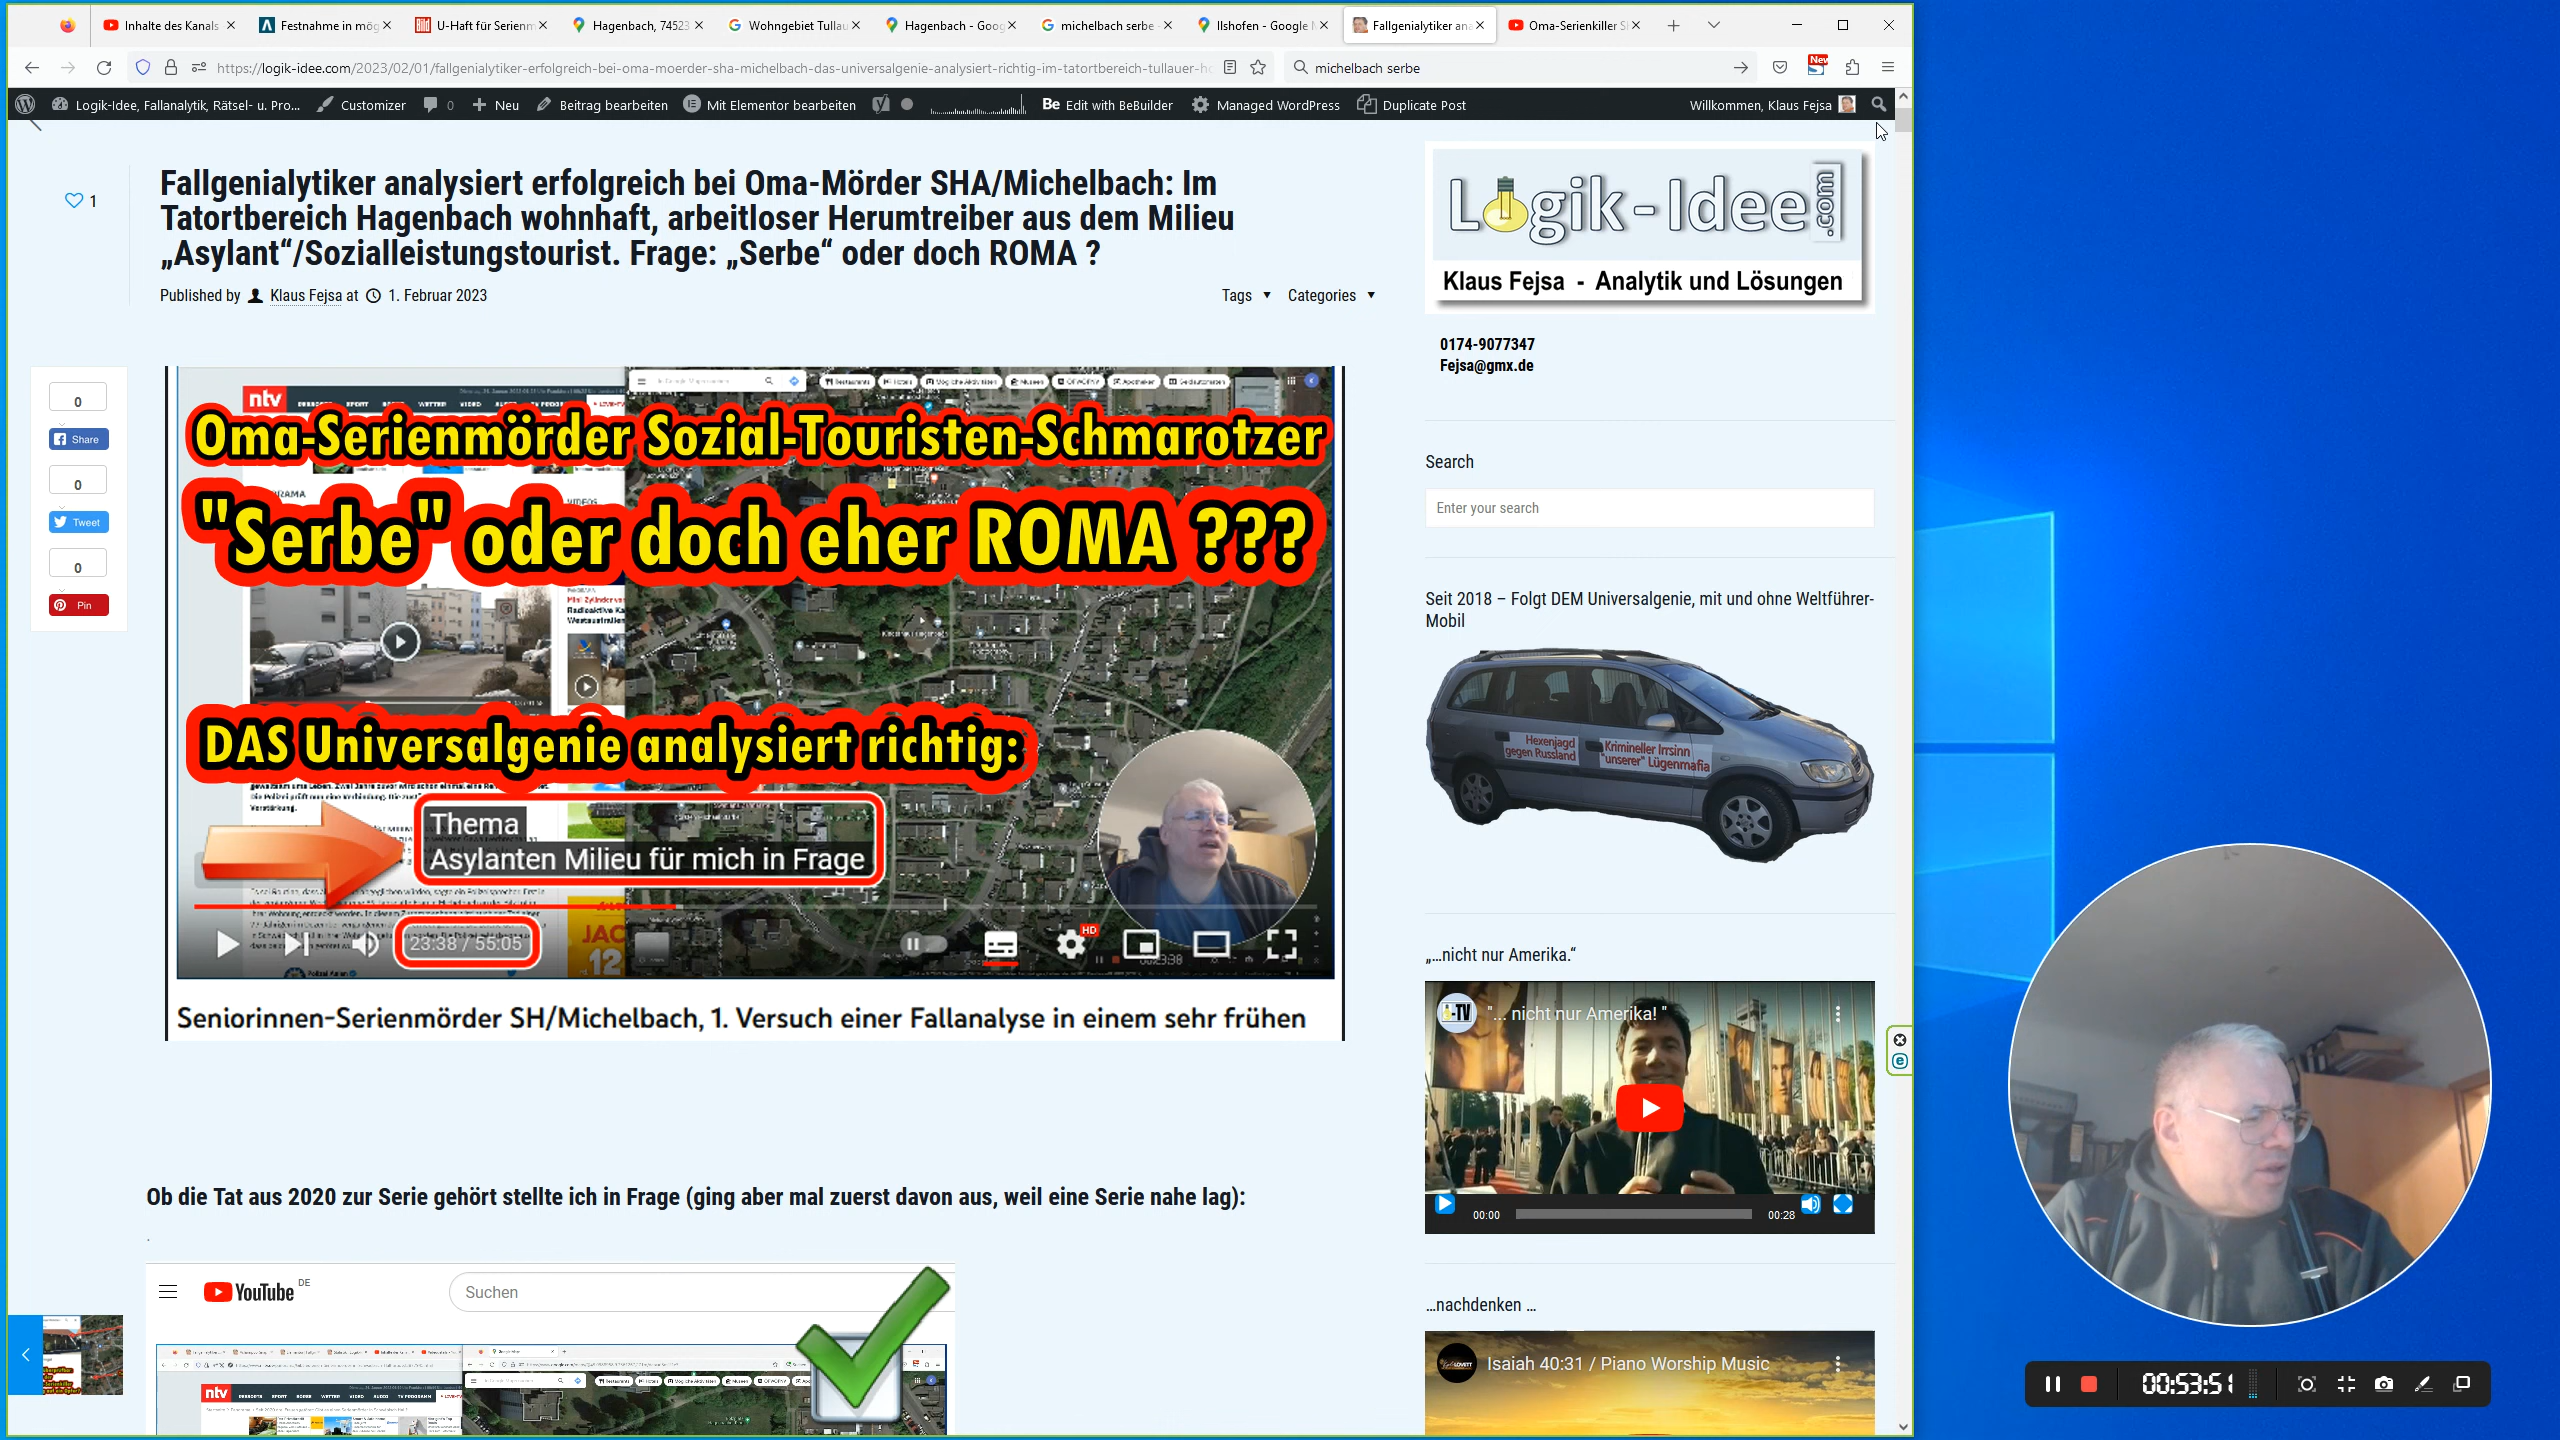 Inhalte des Kanals
Festnahme in mög
U-Haft für Serienm
Hagenbach, 74523
Wohngebiet Tullau
Hagenbach - Goog
michelbach serbe -
Ilshofen - Google M
Fallgenialytiker ana
Oma-Serienkiller S
https://logik-idee.com/2023/02/01/fallgenialytiker-erfolgreich-bei-oma-moerder-sha-michelbach-das-universalgenie-analysiert-richtig-im-tatortbereich-tullauer-ho
michelbach serbe
New
Logik-Idee, Fallanalytik, Rätsel- u. Pro...
Customizer
0
Neu
Beitrag bearbeiten
Mit Elementor bearbeiten
Be Edit with BeBuilder
Managed WordPress
Duplicate Post
Willkommen, Klaus Fejsa
1
Fallgenialytiker analysiert erfolgreich bei Oma-Mörder SHA/Michelbach: Im
Tatortbereich Hagenbach wohnhaft, arbeitloser Herumtreiber aus dem Milieu
„Asylant“/Sozialleistungstourist. Frage: „Serbe“ oder doch ROMA ?
Published by Klaus Fejsa at 1. Februar 2023
Tags
Categories
0
Share
0
Tweet
0
Pin
ntv
Oma-Serienmörder Sozial-Touristen-Schmarotzer
"Serbe" oder doch eher ROMA ???
DAS Universalgenie analysiert richtig:
Thema
Asylanten Milieu für mich in Frage
23:38 / 55:05
HD
JAC
12
Seniorinnen-Serienmörder SH/Michelbach, 1. Versuch einer Fallanalyse in einem sehr frühen
Ob die Tat aus 2020 zur Serie gehört stellte ich in Frage (ging aber mal zuerst davon aus, weil eine Serie nahe lag):
.
YouTube DE
Suchen
ntv
Logik-Idee.com
Klaus Fejsa - Analytik und Lösungen
0174-9077347
Fejsa@gmx.de
Search
Enter your search
Seit 2018 – Folgt DEM Universalgenie, mit und ohne Weltführer-
Mobil
Hexenjagd
gegen Russland
Krimineller Irrsinn
"unserer" Lügenmafia
„…nicht nur Amerika.“
"... nicht nur Amerika! "
00:00
00:28
...nachdenken ...
Isaiah 40:31 / Piano Worship Music
00:53:51